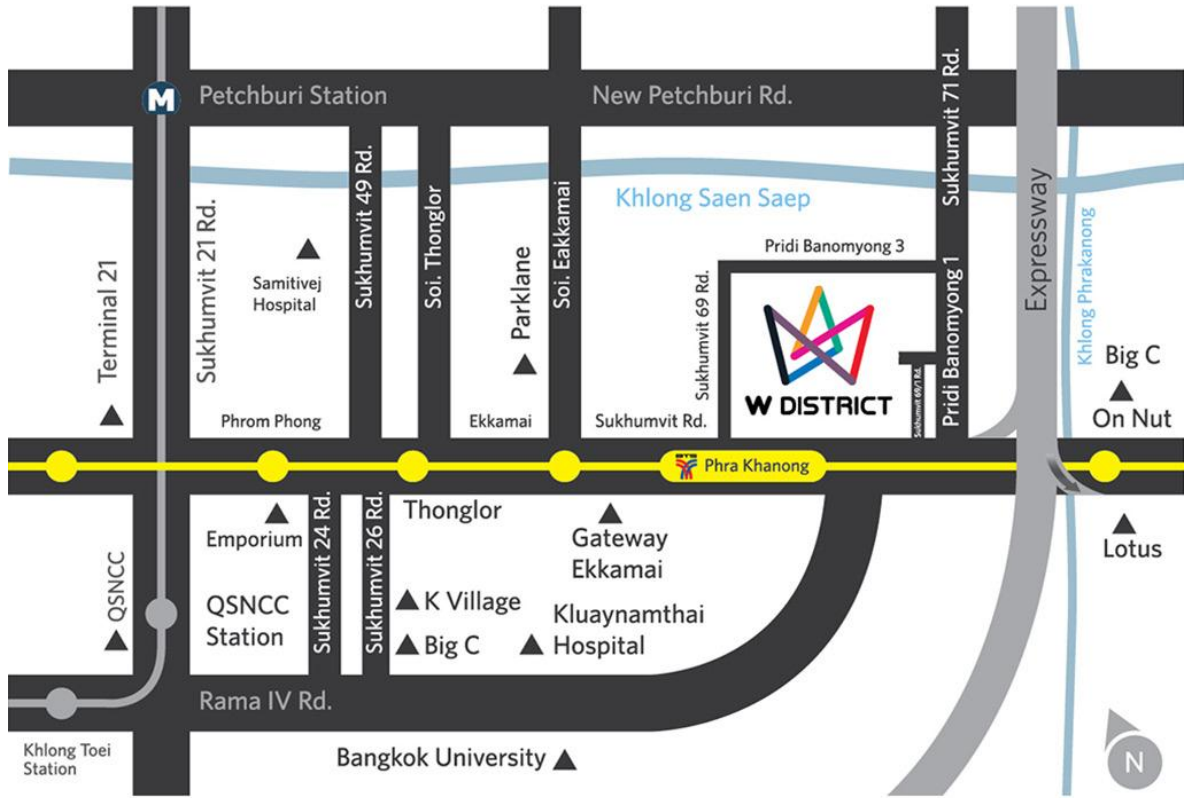 M
Petchburi Station
New Petchburi Rd.
Sukhumvit 71 Rd.
Khlong Saen Saep
Sukhumvit 49 Rd.
Soi. Thonglor
Soi. Eakkamai
Expressway
Khlong Phrakanong
Pridi Banomyong 3
Sukhumvit 21 Rd.
Terminal 21
Samitivej
Hospital
Parklane
Sukhumvit 69 Rd.
Pridi Banomyong 1
Sukhumvit 69/1 Rd.
W DISTRICT
Big C
On Nut
Phrom Phong
Ekkamai
Sukhumvit Rd.
BTS
Phra Khanong
Emporium
Sukhumvit 24 Rd.
Sukhumvit 26 Rd.
Thonglor
Gateway
Ekkamai
Lotus
QSNCC
QSNCC
Station
K Village
Big C
Kluaynamthai
Hospital
Rama IV Rd.
Khlong Toei
Station
Bangkok University
N